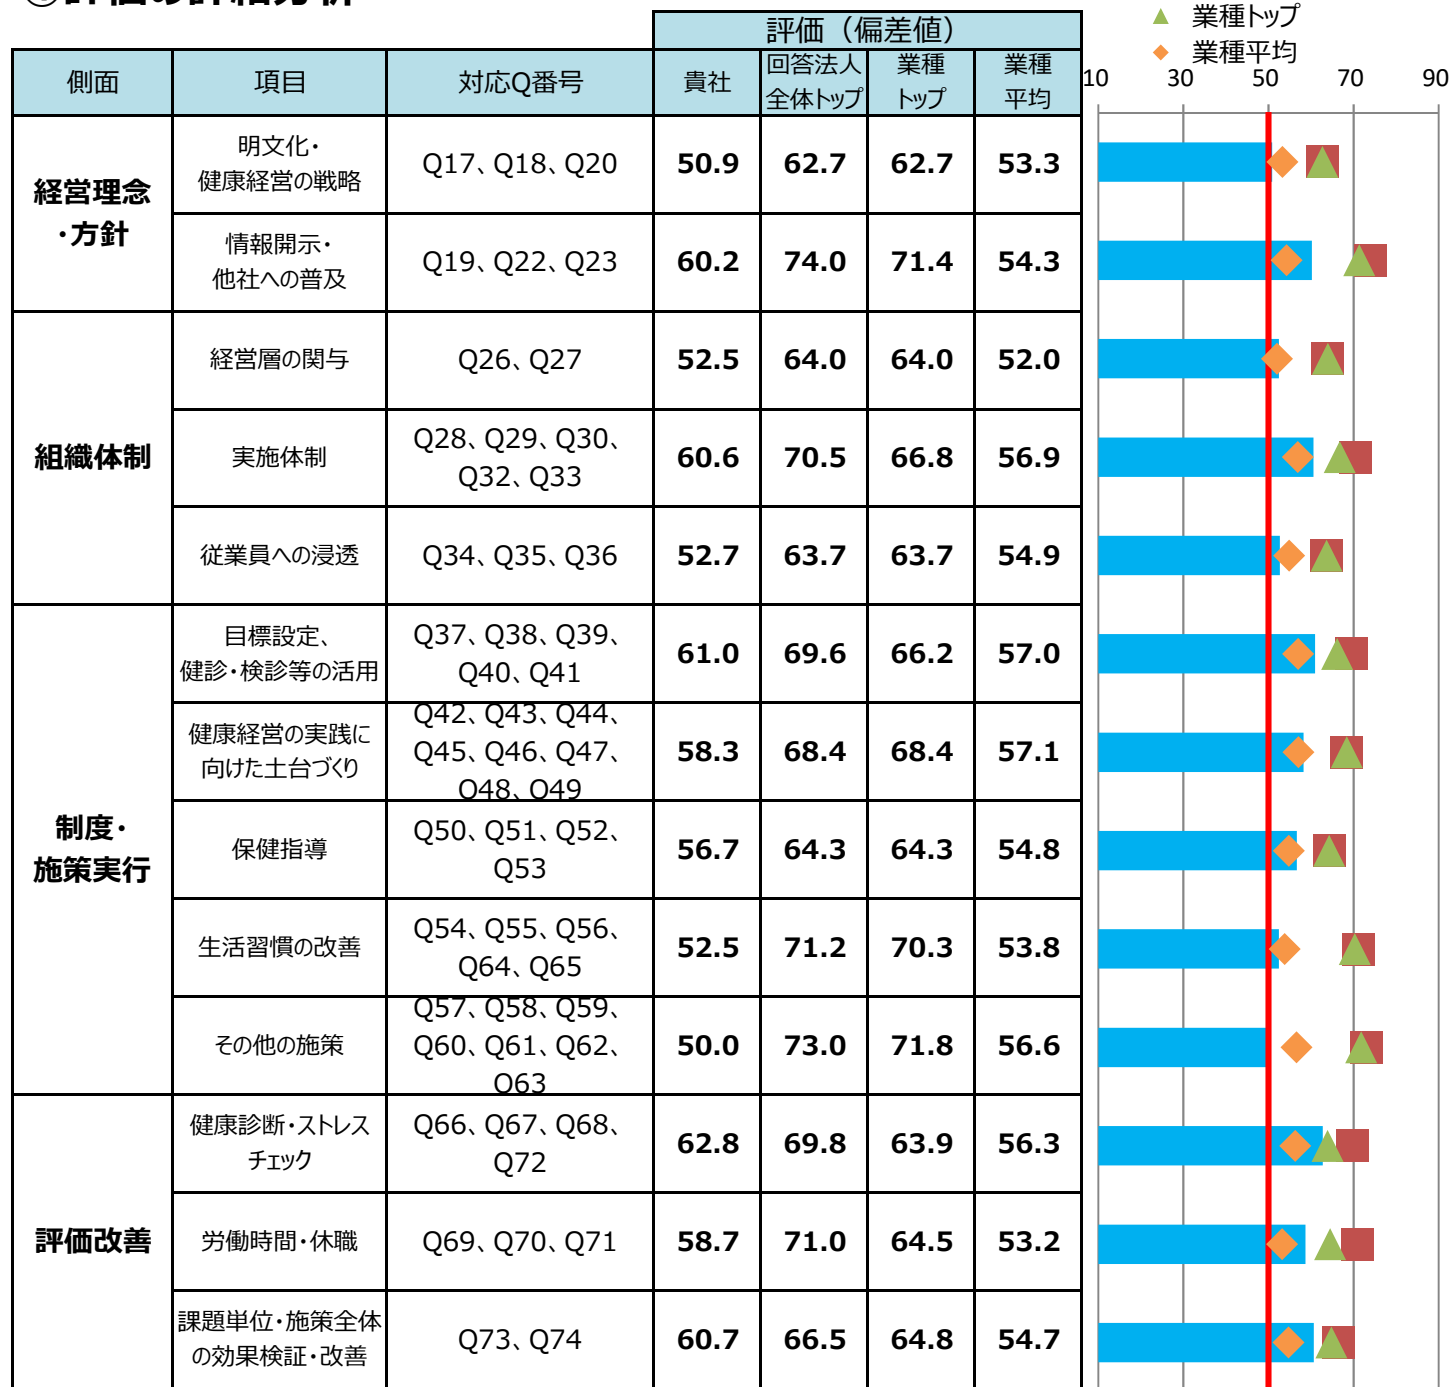 評価（偏差値）
業種トップ
業種平均
側面 項目 対応Q番号 貴社 回答法人全体トップ 業種トップ 業種平均
10 30 50 70 90
経営理念・方針
明文化・健康経営の戦略 Q17、Q18、Q20 50.9 62.7 62.7 53.3
情報開示・他社への普及 Q19、Q22、Q23 60.2 74.0 71.4 54.3
組織体制
経営層の関与 Q26、Q27 52.5 64.0 64.0 52.0
実施体制 Q28、Q29、Q30、Q32、Q33 60.6 70.5 66.8 56.9
従業員への浸透 Q34、Q35、Q36 52.7 63.7 63.7 54.9
制度・施策実行
目標設定、健診・検診等の活用 Q37、Q38、Q39、Q40、Q41 61.0 69.6 66.2 57.0
健康経営の実践に向けた土台づくり Q42、Q43、Q44、Q45、Q46、Q47、Q48、Q49 58.3 68.4 68.4 57.1
保健指導 Q50、Q51、Q52、Q53 56.7 64.3 64.3 54.8
生活習慣の改善 Q54、Q55、Q56、Q64、Q65 52.5 71.2 70.3 53.8
その他の施策 Q57、Q58、Q59、Q60、Q61、Q62、Q63 50.0 73.0 71.8 56.6
評価改善
健康診断・ストレスチェック Q66、Q67、Q68、Q72 62.8 69.8 63.9 56.3
労働時間・休職 Q69、Q70、Q71 58.7 71.0 64.5 53.2
課題単位・施策全体の効果検証・改善 Q73、Q74 60.7 66.5 64.8 54.7